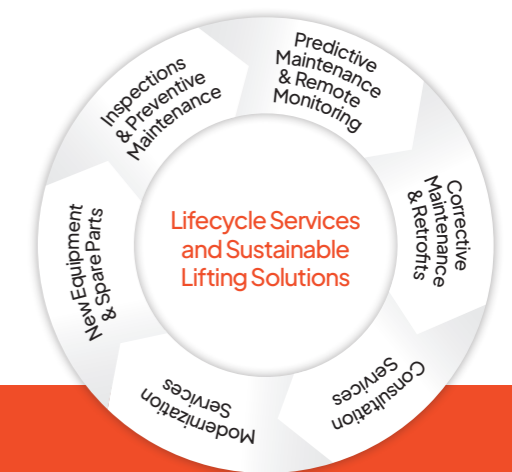 Lifecycle Services
and Sustainable
Lifting Solutions
Inspections
& Preventive
Maintenance
Predictive
Maintenance
& Remote
Monitoring
Corrective
Maintenance
& Retrofits
Consultation
Services
Modernization
Services
New Equipment
& Spare Parts